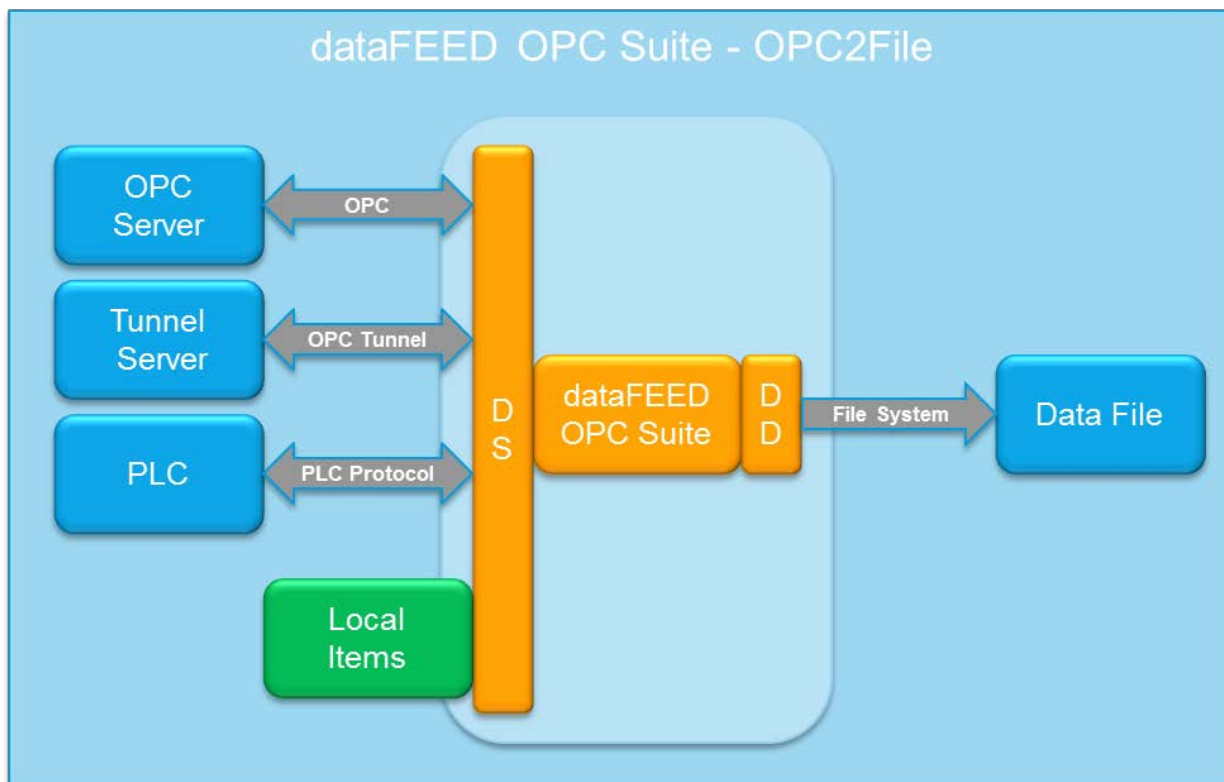 dataFEED OPC Suite - OPC2File
OPC
Server
OPC
Tunnel
Server
OPC Tunnel
PLC
PLC Protocol
Local
Items
D
S
dataFEED
OPC Suite
D
D
File System
Data File